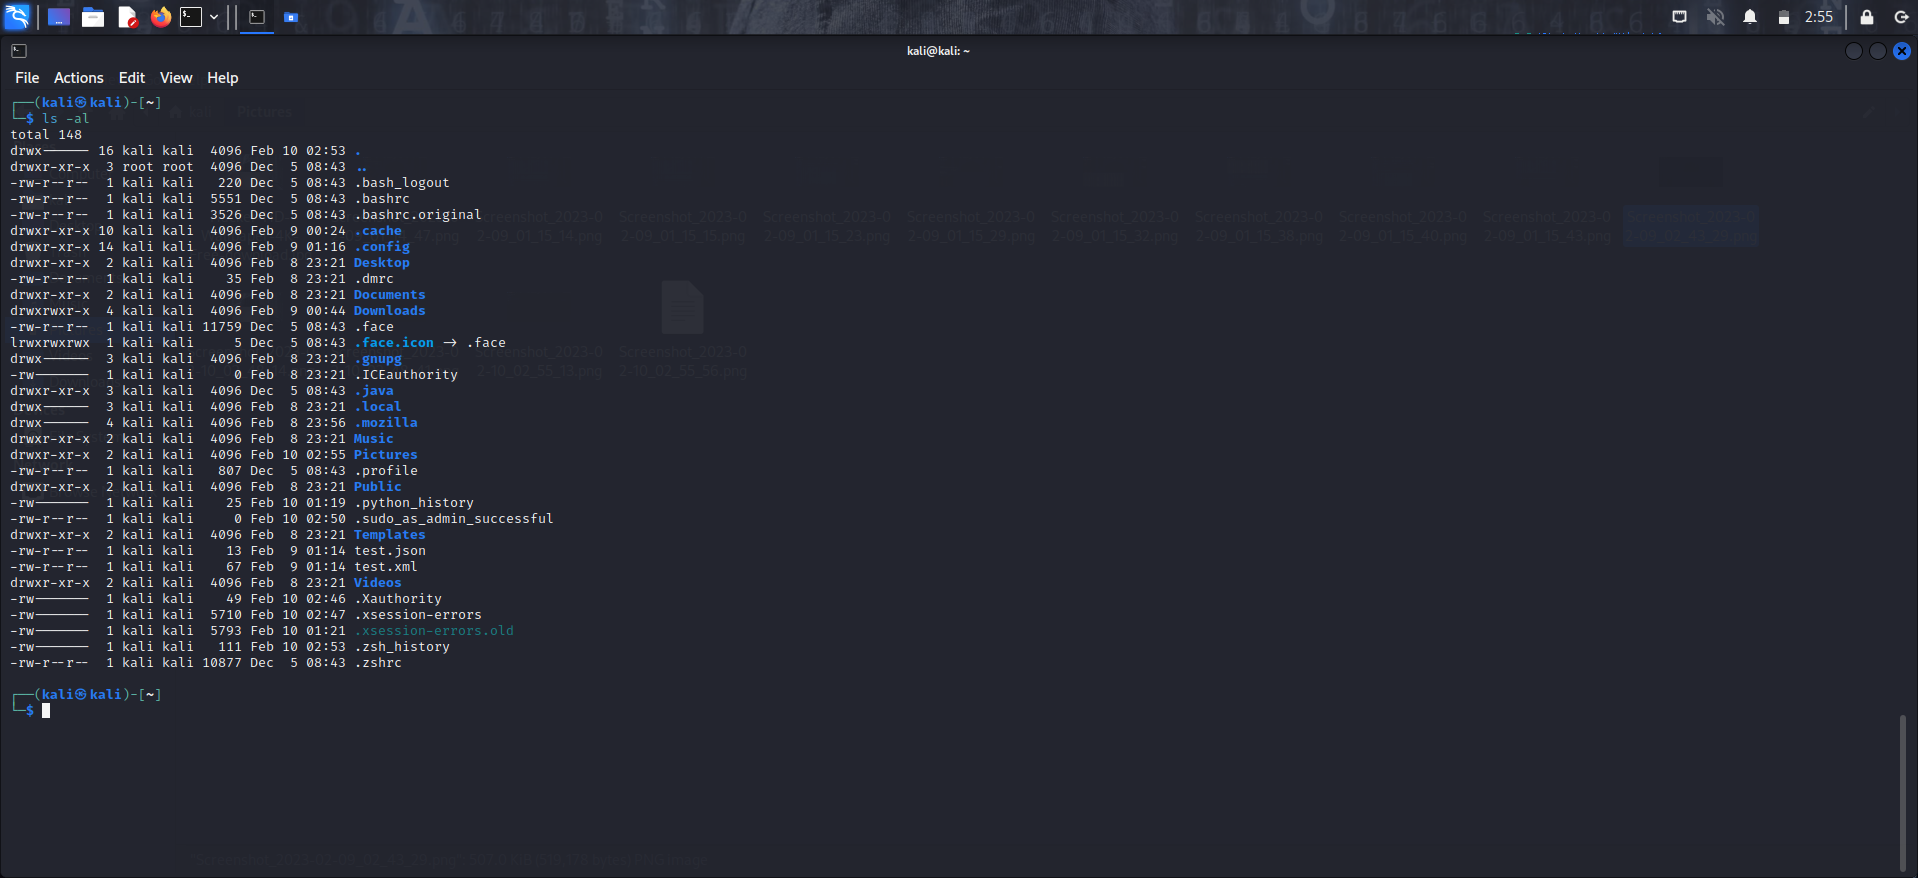 2:55
kali@kali: ~
File Actions Edit View Help
┌──(kali㉿kali)-[~]
└─$ ls -al
total 148
drwx------ 16 kali kali  4096 Feb 10 02:53 .
drwxr-xr-x  3 root root  4096 Dec  5 08:43 ..
-rw-r--r--  1 kali kali   220 Dec  5 08:43 .bash_logout
-rw-r--r--  1 kali kali  5551 Dec  5 08:43 .bashrc
-rw-r--r--  1 kali kali  3526 Dec  5 08:43 .bashrc.original
drwxr-xr-x 10 kali kali  4096 Feb  9 00:24 .cache
drwxr-xr-x 14 kali kali  4096 Feb  9 01:16 .config
drwxr-xr-x  2 kali kali  4096 Feb  8 23:21 Desktop
-rw-r--r--  1 kali kali    35 Feb  8 23:21 .dmrc
drwxr-xr-x  2 kali kali  4096 Feb  8 23:21 Documents
drwxrwxr-x  4 kali kali  4096 Feb  9 00:44 Downloads
-rw-r--r--  1 kali kali 11759 Dec  5 08:43 .face
lrwxrwxrwx  1 kali kali     5 Dec  5 08:43 .face.icon -> .face
drwx------  3 kali kali  4096 Feb  8 23:21 .gnupg
-rw-------  1 kali kali     0 Feb  8 23:21 .ICEauthority
drwxr-xr-x  3 kali kali  4096 Dec  5 08:43 .java
drwx------  3 kali kali  4096 Feb  8 23:21 .local
drwx------  4 kali kali  4096 Feb  8 23:56 .mozilla
drwxr-xr-x  2 kali kali  4096 Feb  8 23:21 Music
drwxr-xr-x  2 kali kali  4096 Feb 10 02:55 Pictures
-rw-r--r--  1 kali kali   807 Dec  5 08:43 .profile
drwxr-xr-x  2 kali kali  4096 Feb  8 23:21 Public
-rw-------  1 kali kali    25 Feb 10 01:19 .python_history
-rw-r--r--  1 kali kali     0 Feb 10 02:50 .sudo_as_admin_successful
drwxr-xr-x  2 kali kali  4096 Feb  8 23:21 Templates
-rw-r--r--  1 kali kali    13 Feb  9 01:14 test.json
-rw-r--r--  1 kali kali    67 Feb  9 01:14 test.xml
drwxr-xr-x  2 kali kali  4096 Feb  8 23:21 Videos
-rw-------  1 kali kali    49 Feb 10 02:46 .Xauthority
-rw-------  1 kali kali  5710 Feb 10 02:47 .xsession-errors
-rw-------  1 kali kali  5793 Feb 10 01:21 .xsession-errors.old
-rw-------  1 kali kali   111 Feb 10 02:53 .zsh_history
-rw-r--r--  1 kali kali 10877 Dec  5 08:43 .zshrc
┌──(kali㉿kali)-[~]
└─$